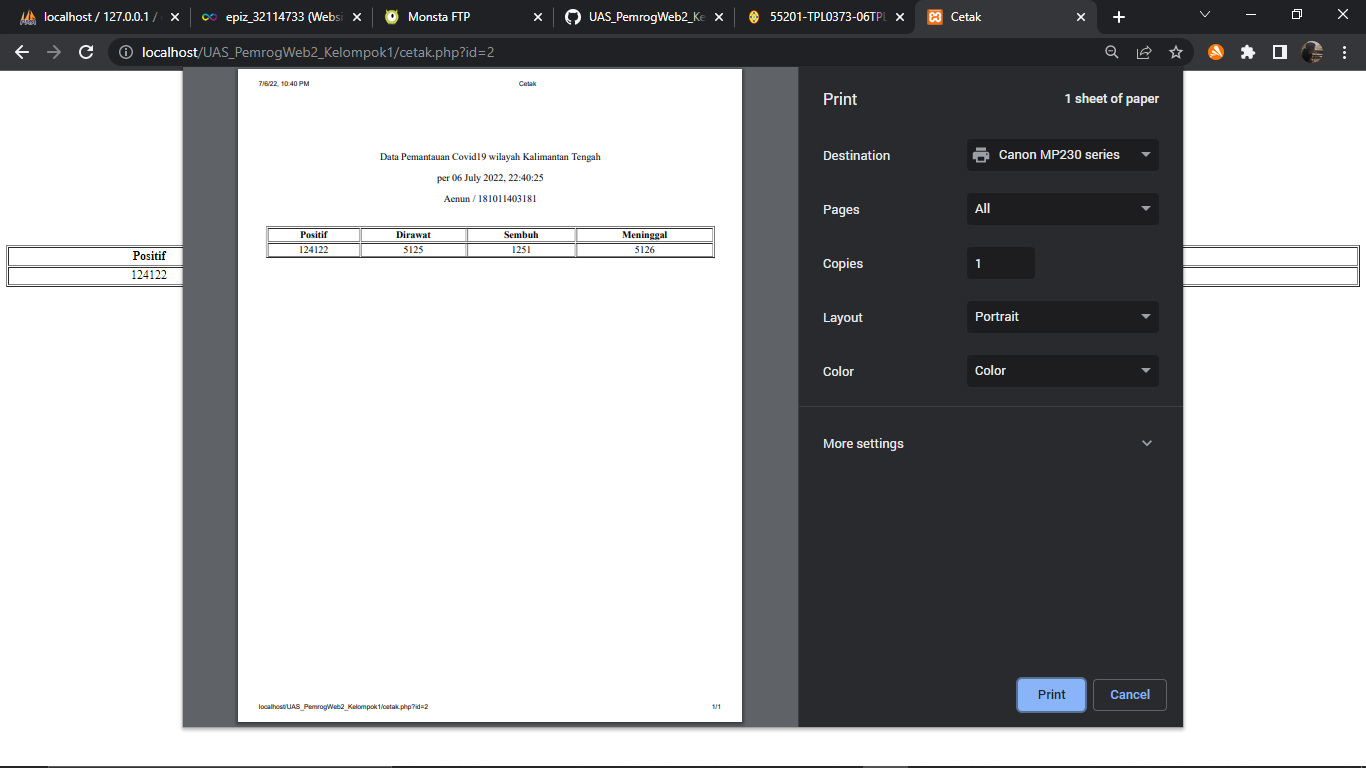 localhost / 127.0.0.1 /
epiz_32114733 (Websi
Monsta FTP
UAS_PemrogWeb2_Ke
55201-TPL0373-06TPL
Cetak
localhost/UAS_PemrogWeb2_Kelompok1/cetak.php?id=2
7/6/22, 10:40 PM Cetak
Data Pemantauan Covid19 wilayah Kalimantan Tengah
per 06 July 2022, 22:40:25
Aenun / 181011403181
Positif Dirawat Sembuh Meninggal
124122 5125 1251 5126
localhost/UAS_PemrogWeb2_Kelompok1/cetak.php?id=2 1/1
Positif
124122
Print 1 sheet of paper
Destination Canon MP230 series
Pages All
Copies 1
Layout Portrait
Color Color
More settings
Print Cancel